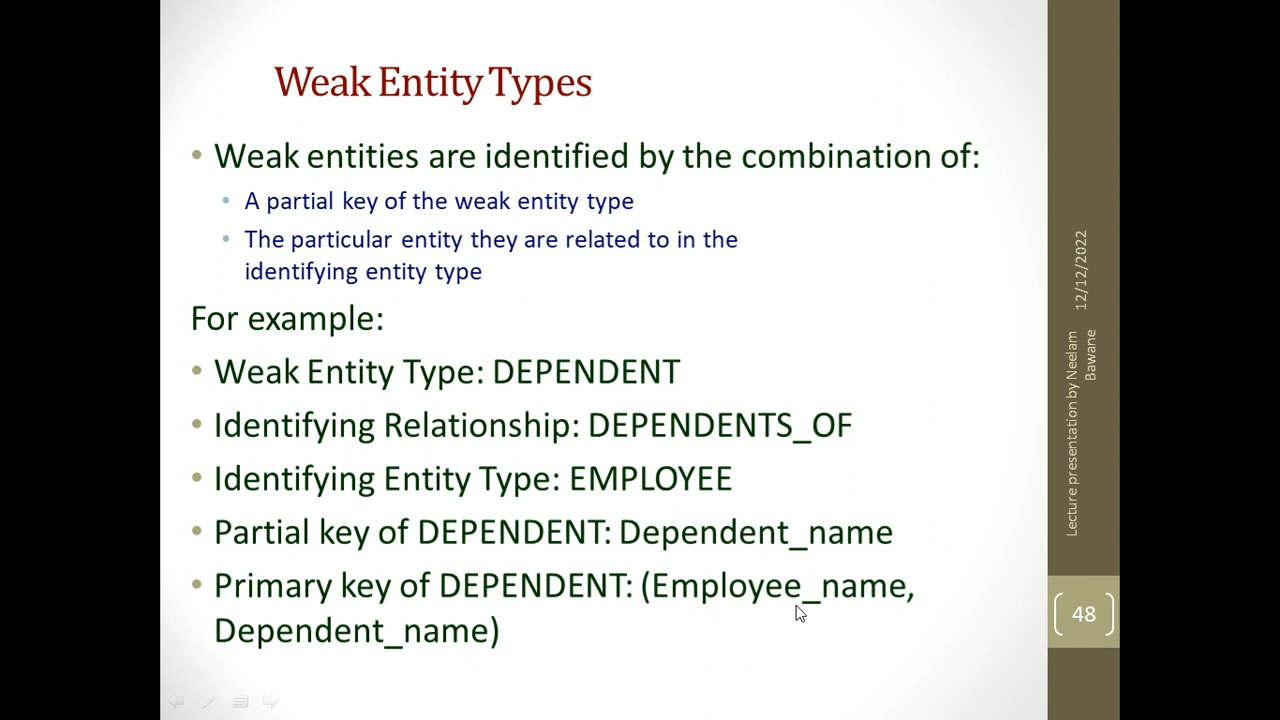 Weak Entity Types
• Weak entities are identified by the combination of:
• A partial key of the weak entity type
• The particular entity they are related to in the
identifying entity type
For example:
• Weak Entity Type: DEPENDENT
• Identifying Relationship: DEPENDENTS_OF
• Identifying Entity Type: EMPLOYEE
• Partial key of DEPENDENT: Dependent_name
• Primary key of DEPENDENT: (Employee_name,
Dependent_name)
12/12/2022
Lecture presentation by Neelam
Bawane
48